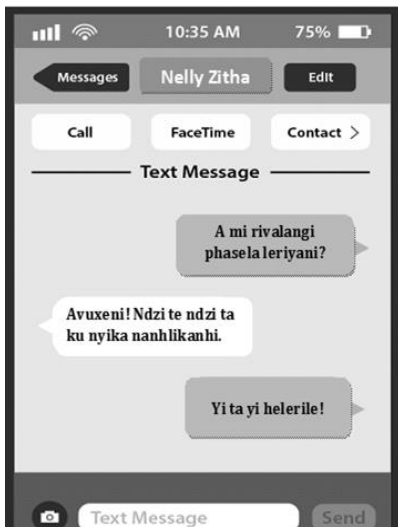 10:35 AM 75%
Messages Nelly Zitha Edit
Call FaceTime Contact >
Text Message
A mi rivalangi
phasela leriyani?
Avuxeni! Ndzi te ndzi ta
ku nyika nanhlikanhi.
Yi ta yi helerile!
Text Message Send